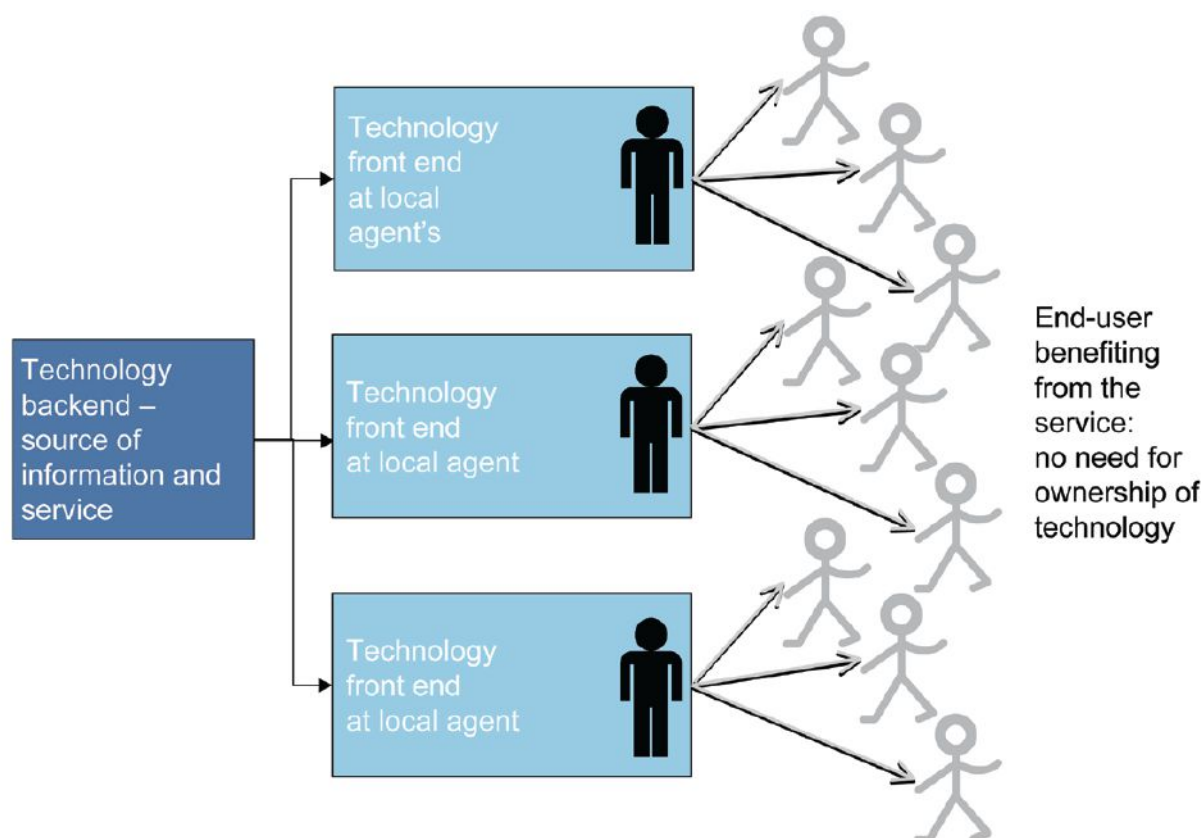 Technology
front end
at local
agent's
Technology
backend –
source of
information and
service
Technology
front end
at local agent
Technology
front end
at local agent
End-user
benefiting
from the
service:
no need for
ownership of
technology